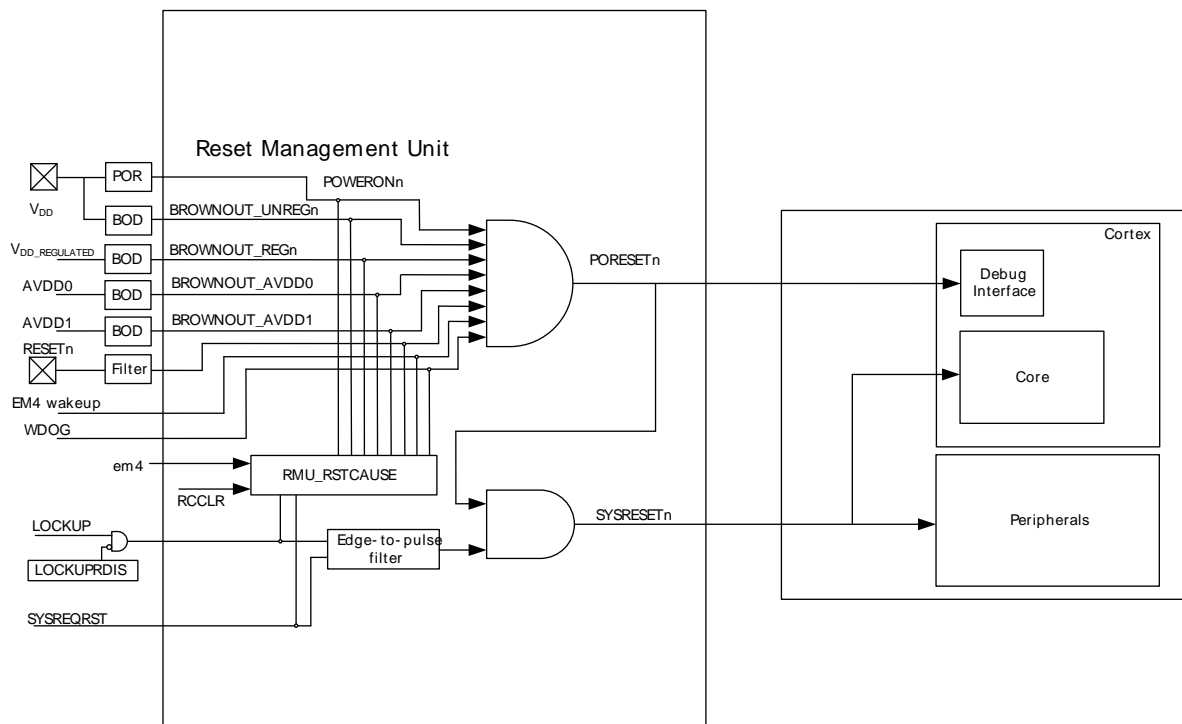 Reset Management Unit
POR
POWERONn
VDD
BOD
BROWNOUT_UNREGn
VDD_REGULATED
BOD
BROWNOUT_REGn
AVDD0
BOD
BROWNOUT_AVDD0
AVDD1
BOD
BROWNOUT_AVDD1
RESETn
Filter
EM4 wakeup
WDOG
em4
RMU_RSTCAUSE
RCCLR
LOCKUP
LOCKUPRDIS
Edge-to-pulse
filter
SYSREQRST
PORESETn
SYSRESETn
Cortex
Debug
Interface
Core
Peripherals